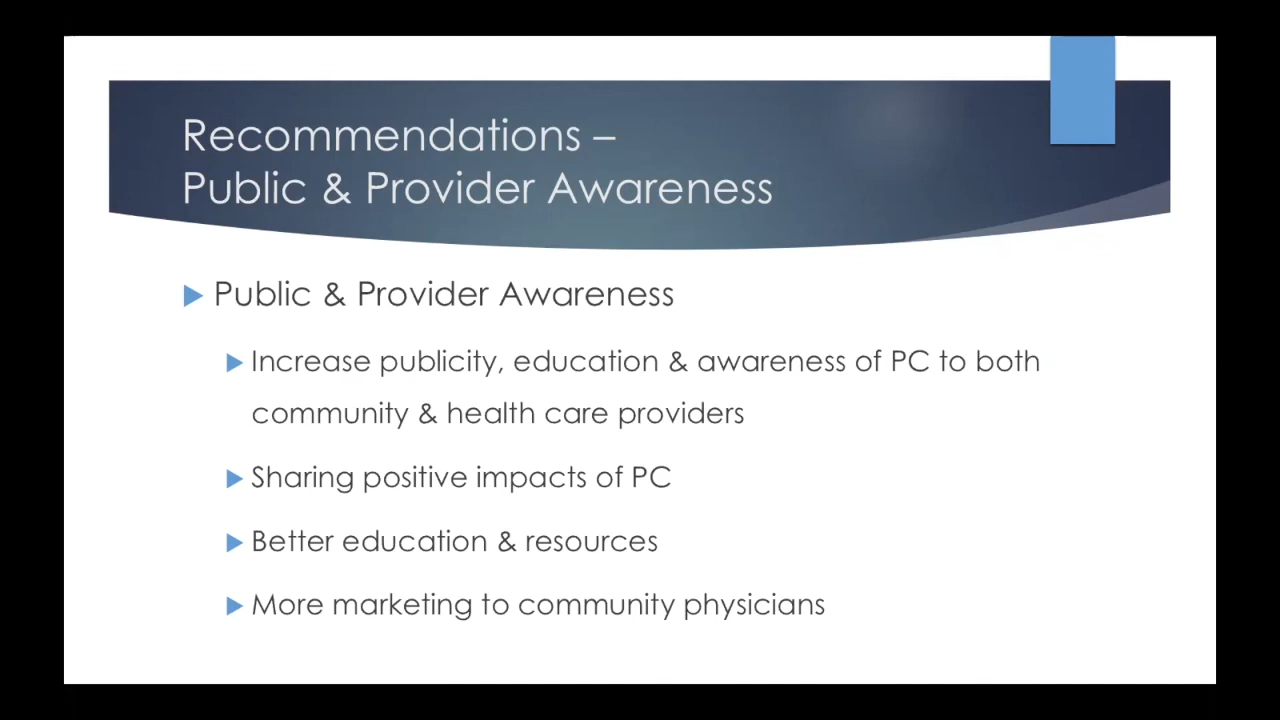 Recommendations –
Public & Provider Awareness
Public & Provider Awareness
Increase publicity, education & awareness of PC to both
community & health care providers
Sharing positive impacts of PC
Better education & resources
More marketing to community physicians